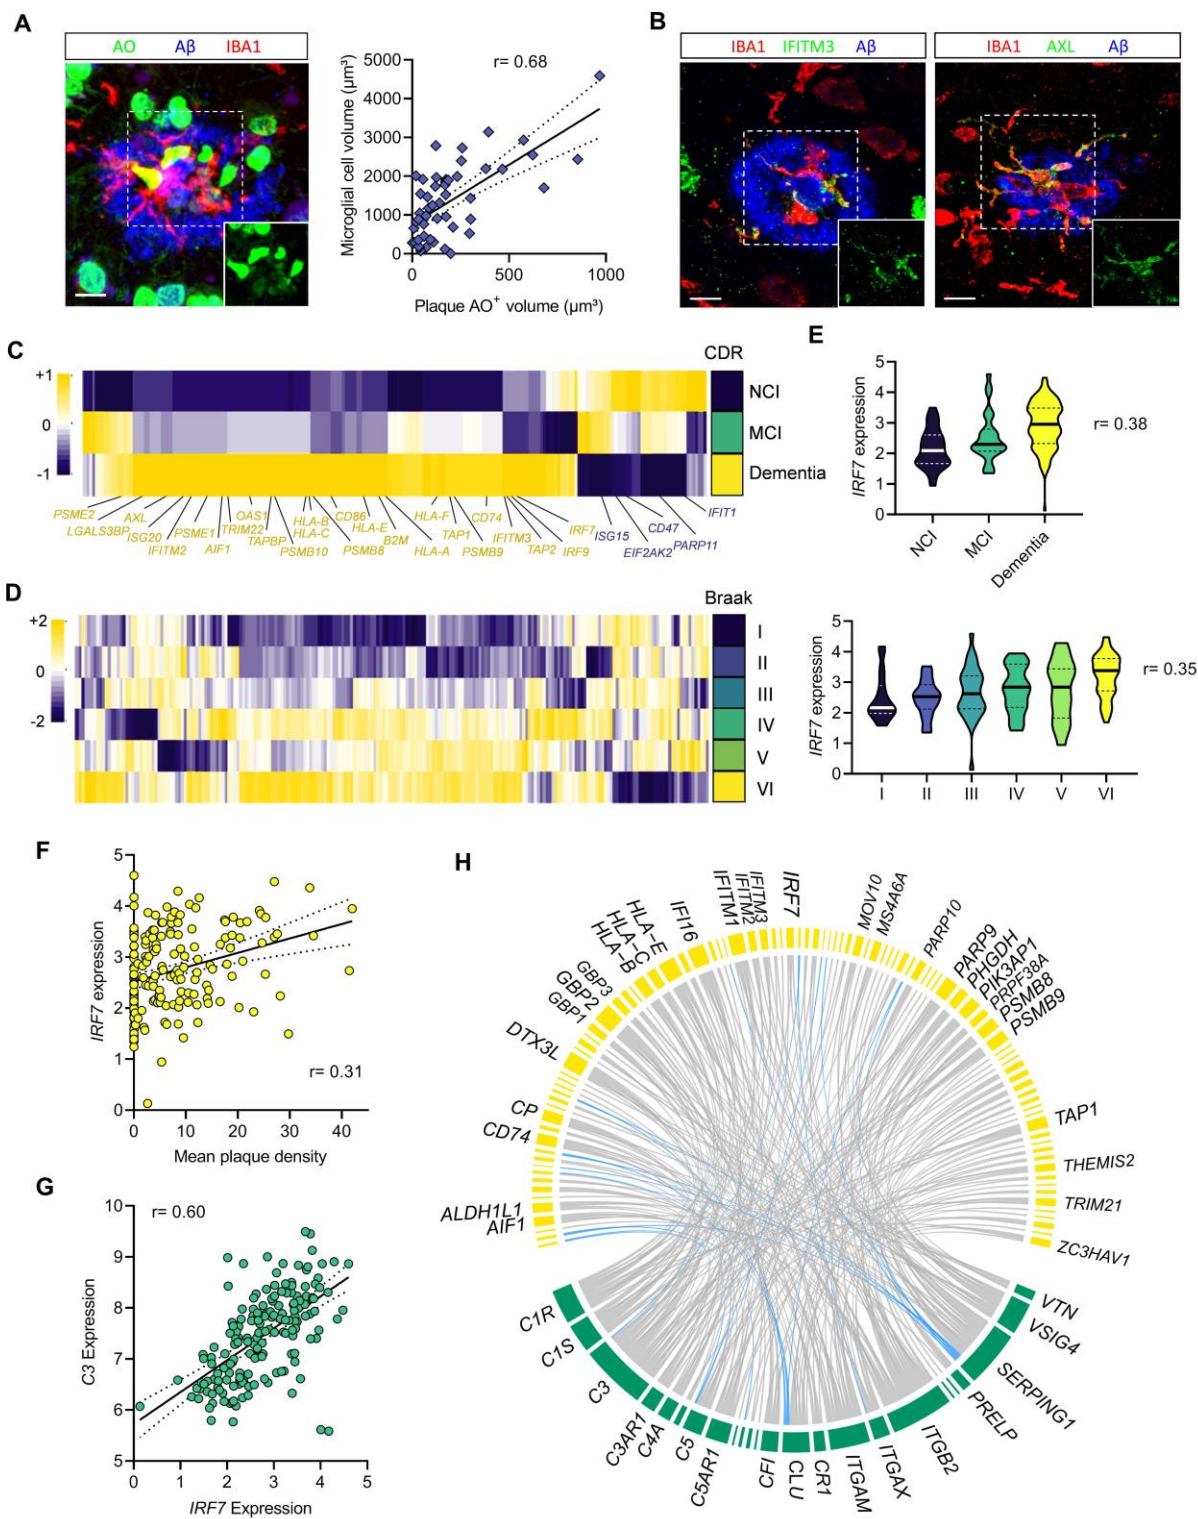 A
AO Aβ IBA1
r= 0.68
Microglial cell volume (µm³)
5000
4000
3000
2000
1000
0
0 500 1000
Plaque AO⁺ volume (µm³)
B
IBA1 IFITM3 Aβ
IBA1 AXL Aβ
C
CDR
+1
0
-1
NCI
MCI
Dementia
PSME2
LGALS3BP
AXL
ISG20
IFITM2
PSME1
AIF1
TRIM22
OAS1
TAPBP
PSMB10
HLA-B
HLA-C
CD86
PSMB8
HLA-E
B2M
HLA-A
HLA-F
TAP1
PSMB9
CD74
IFITM3
TAP2
IRF9
IRF7
ISG15
EIF2AK2
CD47
PARP11
IFIT1
E
IRF7 expression
5
4
3
2
1
0
NCI MCI Dementia
r= 0.38
D
Braak
+2
0
-2
I
II
III
IV
V
VI
IRF7 expression
5
4
3
2
1
0
I II III IV V VI
r= 0.35
F
IRF7 expression
5
4
3
2
1
0
0 10 20 30 40
r= 0.31
Mean plaque density
G
r= 0.60
C3 Expression
10
9
8
7
6
5
0 1 2 3 4 5
IRF7 Expression
H
AIF1
ALDH1L1
CD74
CP
DTX3L
GBP1
GBP2
GBP3
HLA-B
HLA-C
HLA-E
IFI16
IFITM1
IFITM2
IFITM3
IRF7
MOV10
MS4A6A
PARP10
PARP9
PHGDH
PIK3AP1
PRPF38A
PSMB8
PSMB9
TAP1
THEMIS2
TRIM21
ZC3HAV1
VTN
VSIG4
SERPING1
PRELP
ITGB2
ITGAX
ITGAM
CR1
CLU
CFI
C5AR1
C5
C4A
C3AR1
C3
C1S
C1R